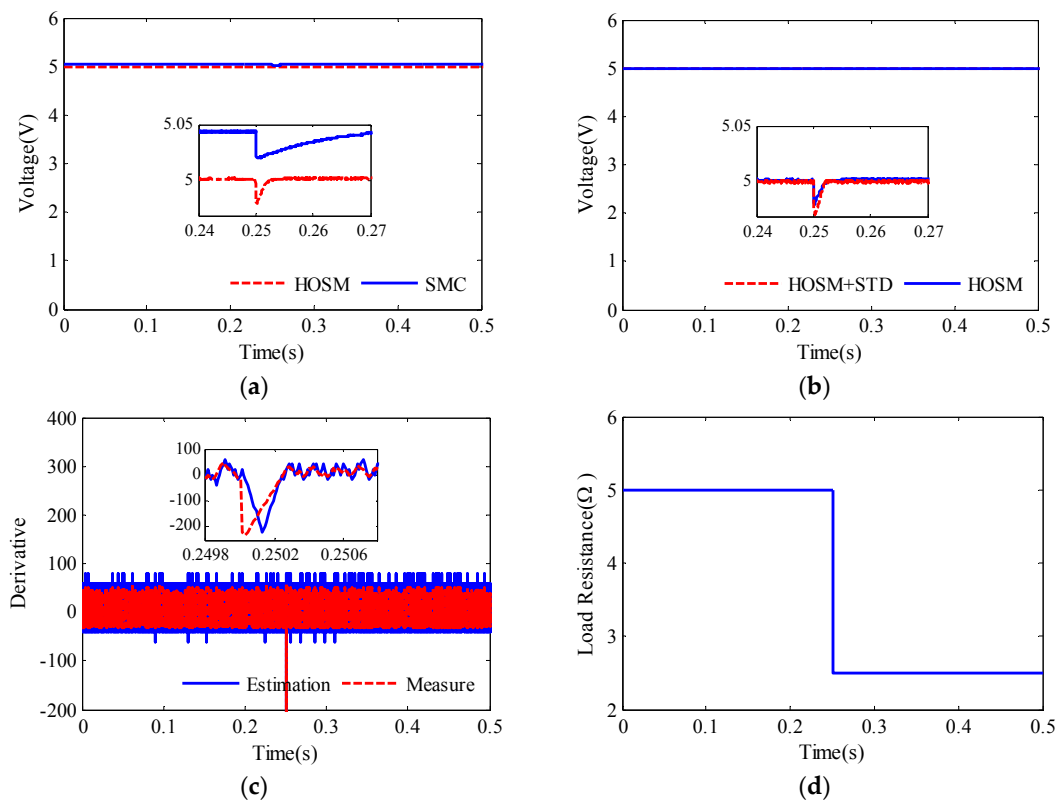 6
5
4
3
2
1
0
Voltage(V)
5.05
5
0.24 0.25 0.26 0.27
HOSM SMC
0 0.1 0.2 0.3 0.4 0.5
Time(s)
(a)
6
5
4
3
2
1
0
Voltage(V)
5.05
5
0.24 0.25 0.26 0.27
HOSM+STD HOSM
0 0.1 0.2 0.3 0.4 0.5
Time(s)
(b)
400
300
200
100
0
-100
-200
Derivative
100
0
-100
-200
0.2498 0.2502 0.2506
Estimation Measure
0 0.1 0.2 0.3 0.4 0.5
Time(s)
(c)
6
5
4
3
2
Load Resistance(Ω)
0 0.1 0.2 0.3 0.4 0.5
Time(s)
(d)